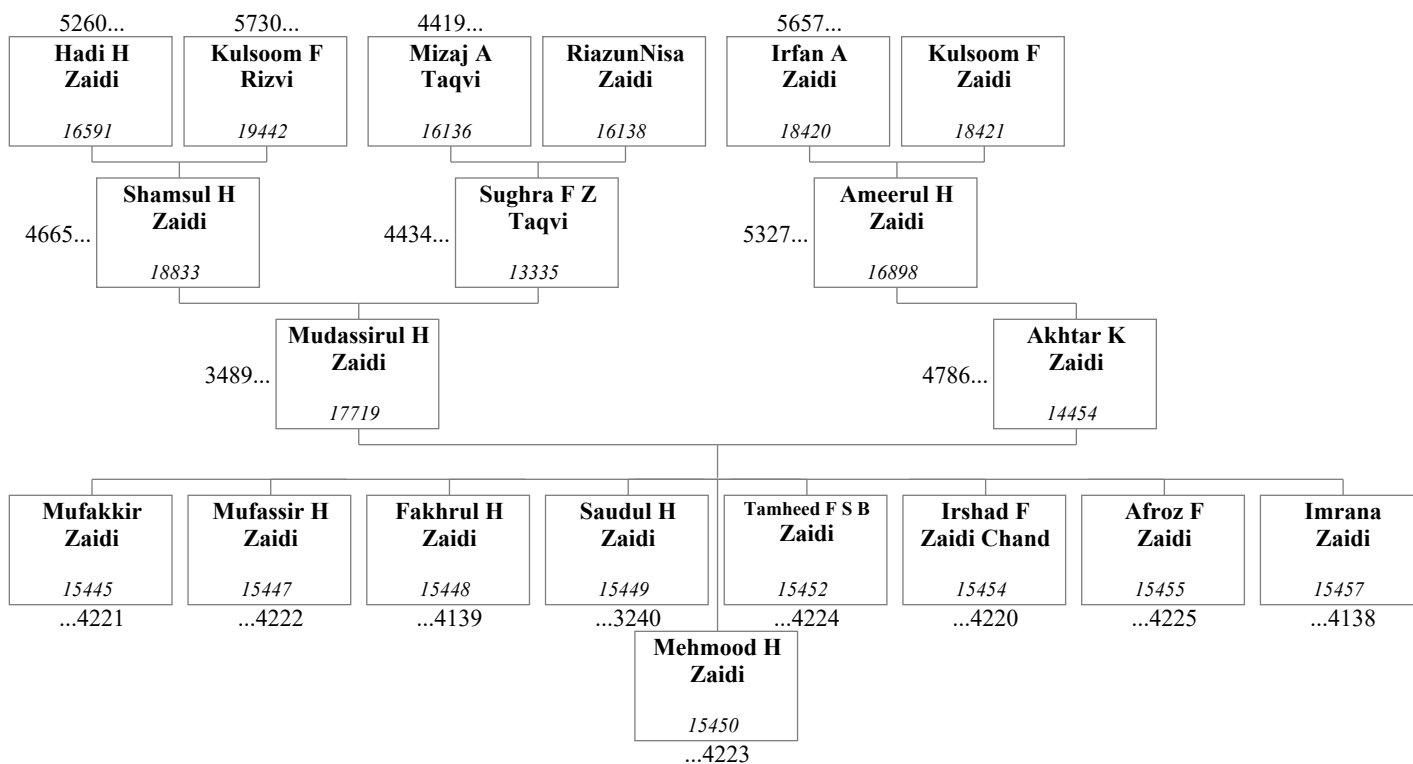 5260...
5730...
4419...
5657...
Hadi H
Zaidi
16591
Kulsoom F
Rizvi
19442
Mizaj A
Taqvi
16136
RiazunNisa
Zaidi
16138
Irfan A
Zaidi
18420
Kulsoom F
Zaidi
18421
4665...
Shamsul H
Zaidi
18833
4434...
Sughra F Z
Taqvi
13335
5327...
Ameerul H
Zaidi
16898
3489...
Mudassirul H
Zaidi
17719
4786...
Akhtar K
Zaidi
14454
Mufakkir
Zaidi
15445
...4221
Mufassir H
Zaidi
15447
...4222
Fakhrul H
Zaidi
15448
...4139
Saudul H
Zaidi
15449
...3240
Tamheed F S B
Zaidi
15452
...4224
Irshad F
Zaidi Chand
15454
...4220
Afroz F
Zaidi
15455
...4225
Imrana
Zaidi
15457
...4138
Mehmood H
Zaidi
15450
...4223